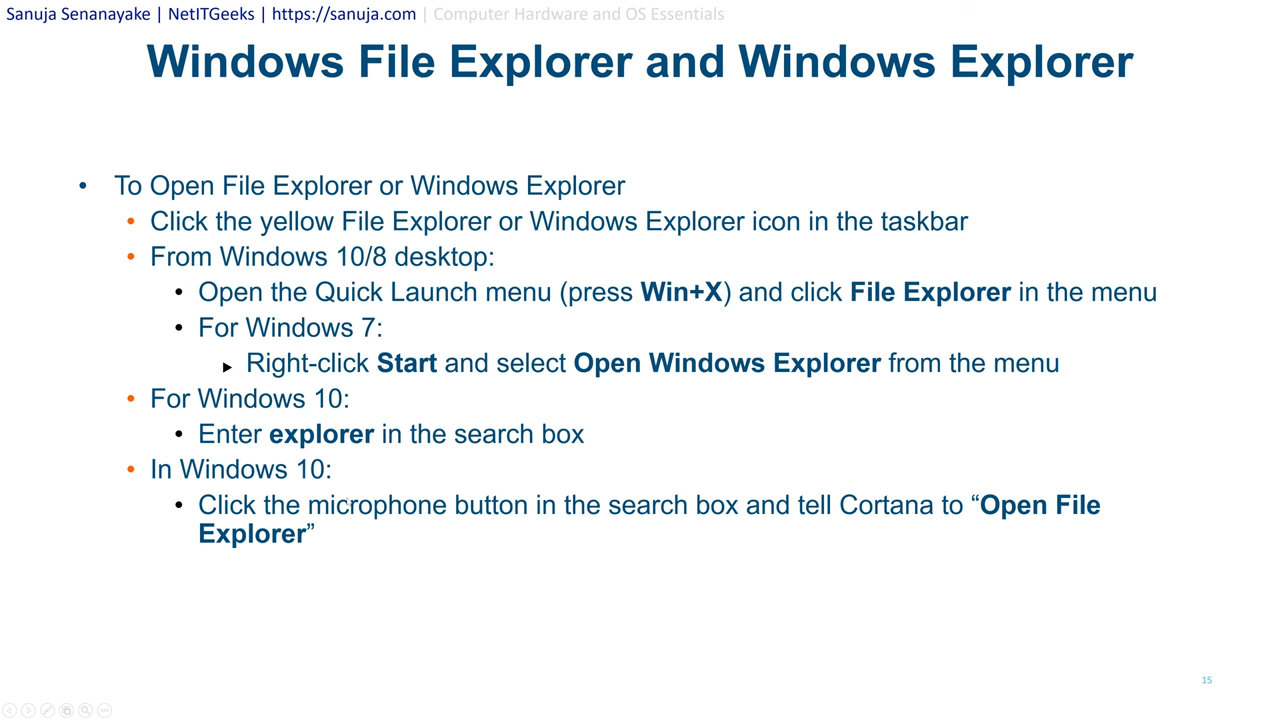 Sanuja Senanayake | NetITGeeks | https://sanuja.com | Computer Hardware and OS Essentials
Windows File Explorer and Windows Explorer
• To Open File Explorer or Windows Explorer
• Click the yellow File Explorer or Windows Explorer icon in the taskbar
• From Windows 10/8 desktop:
• Open the Quick Launch menu (press Win+X) and click File Explorer in the menu
• For Windows 7:
► Right-click Start and select Open Windows Explorer from the menu
• For Windows 10:
• Enter explorer in the search box
• In Windows 10:
• Click the microphone button in the search box and tell Cortana to “Open File
Explorer”
15